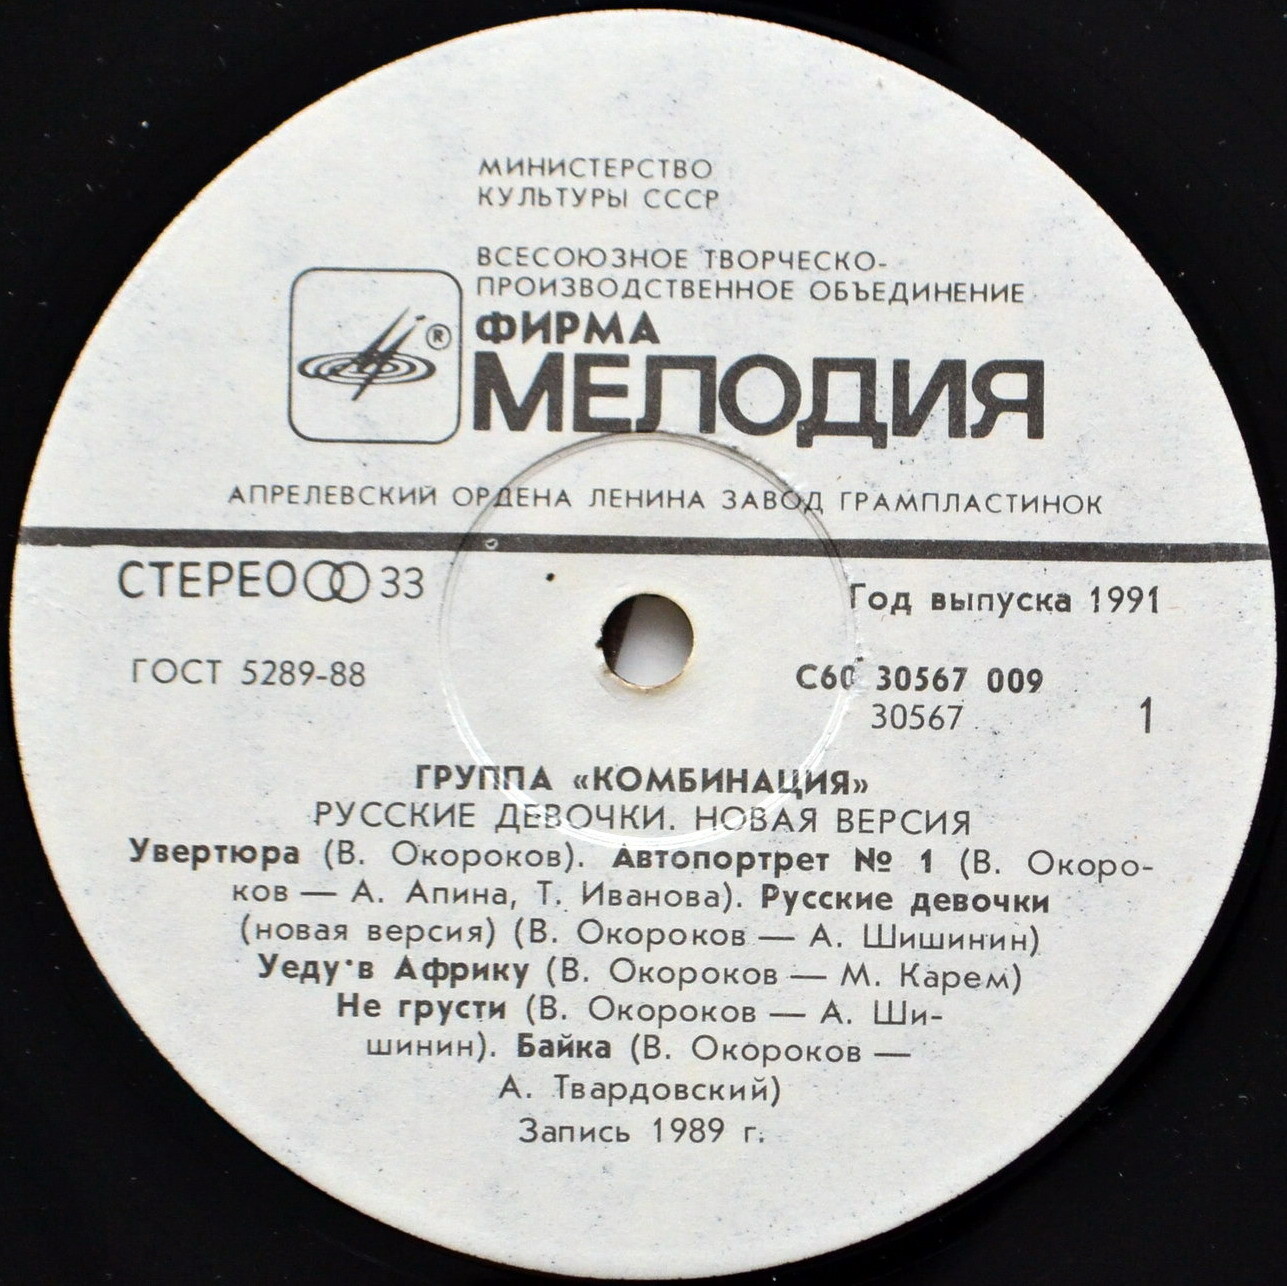 МИНИСТЕРСТВО
КУЛЬТУРЫ СССР
ВСЕСОЮЗНОЕ ТВОРЧЕСКО-
ПРОИЗВОДСТВЕННОЕ ОБЪЕДИНЕНИЕ
ФИРМА
®
МЕЛОДИЯ
АПРЕЛЕВСКИЙ ОРДЕНА ЛЕНИНА ЗАВОД ГРАМПЛАСТИНОК
СТЕРЕО 33
Год выпуска 1991
ГОСТ 5289-88
С60 30567 009
30567
1
ГРУППА «КОМБИНАЦИЯ»
РУССКИЕ ДЕВОЧКИ. НОВАЯ ВЕРСИЯ
Увертюра (В. Окороков). Автопортрет № 1 (В. Окоро-
ков — А. Апина, Т. Иванова). Русские девочки
(новая версия) (В. Окороков — А. Шишинин)
Уеду в Африку (В. Окороков — М. Карем)
Не грусти (В. Окороков — А. Ши-
шинин). Байка (В. Окороков —
А. Твардовский)
Запись 1989 г.